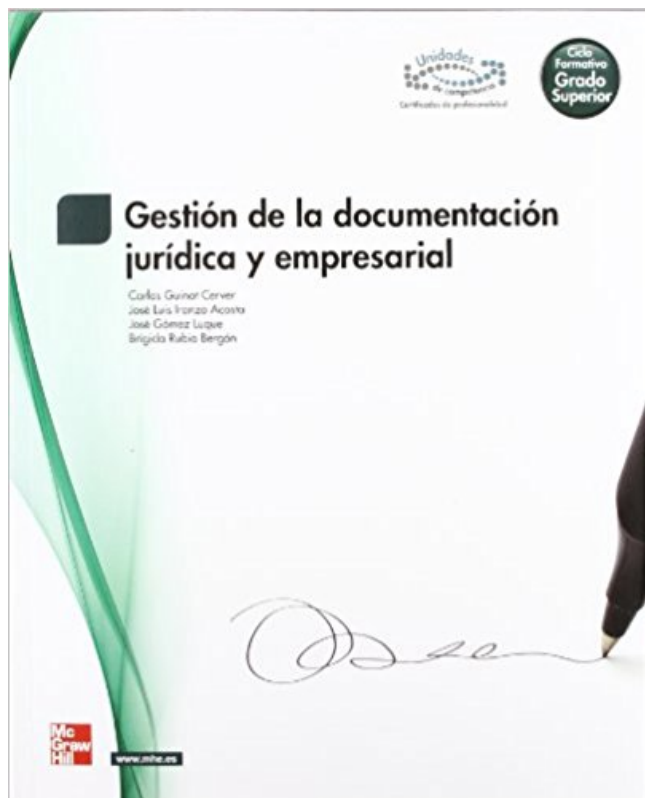 Unidades
de competencia
Certificados de profesionalidad
Ciclo
Formativo
Grado
Superior
Gestión de la documentación
jurídica y empresarial
Carlos Guinot Cerver
José Luis Iranzo Acosta
José Gómez Luque
Brígida Rubio Bergón
Mc
Graw
Hill
www.mhe.es